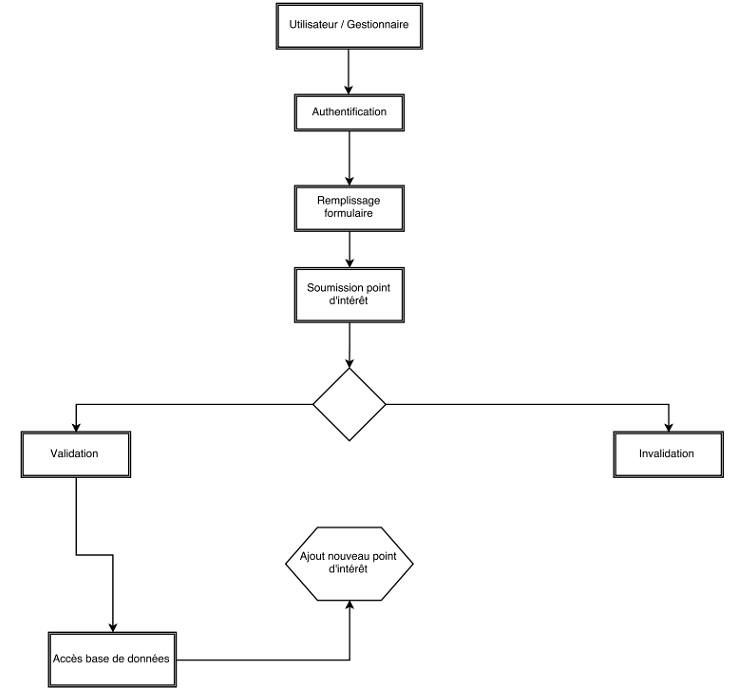 Utilisateur / Gestionnaire
Authentification
Remplissage
formulaire
Soumission point
d'intérêt
Validation
Invalidation
Ajout nouveau point
d'intérêt
Accès base de données